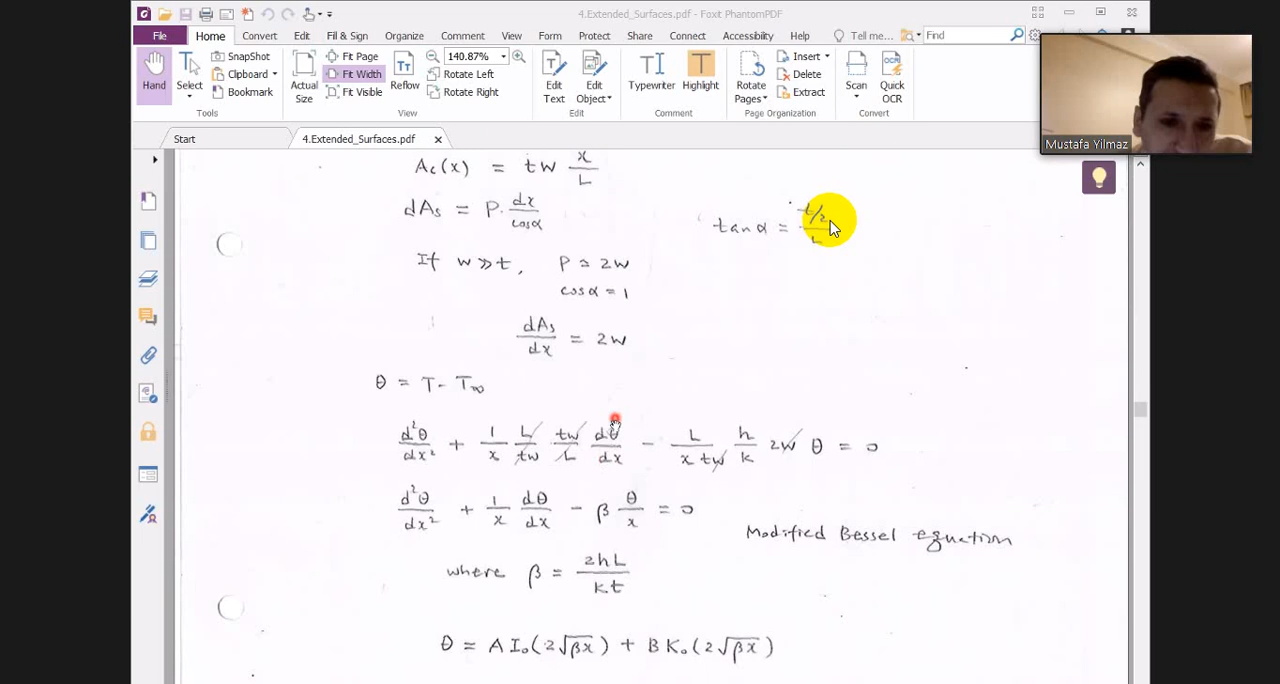 4.Extended_Surfaces.pdf - Foxit PhantomPDF
File Home Convert Edit Fill & Sign Organize Comment View Form Protect Share Connect Accessibility Help Tell me... Find
Hand
Select
SnapShot
Clipboard
Bookmark
Tools
Actual Size
Fit Page
Fit Width
Fit Visible
Reflow
140.87%
Rotate Left
Rotate Right
View
Edit Text
Edit Object
Edit
Typewriter
Highlight
Comment
Rotate Pages
Insert
Delete
Extract
Page Organization
Scan
Quick OCR
Convert
Mustafa Yilmaz
Start 4.Extended_Surfaces.pdf
Ac(x) = tw x/L
dAs = P. dx/cosα
tanα = t/2 / L
If w >> t, P ≃ 2w
cosα = 1
dAs/dx = 2w
θ = T - T∞
d²θ/dx² + 1/x L/tw tw/L dθ/dx - L/x tw h/k 2w θ = 0
d²θ/dx² + 1/x dθ/dx - β θ/x = 0
Modified Bessel equation
where β = 2hL/k.t
θ = A I₀(2√βx) + B K₀(2√βx)